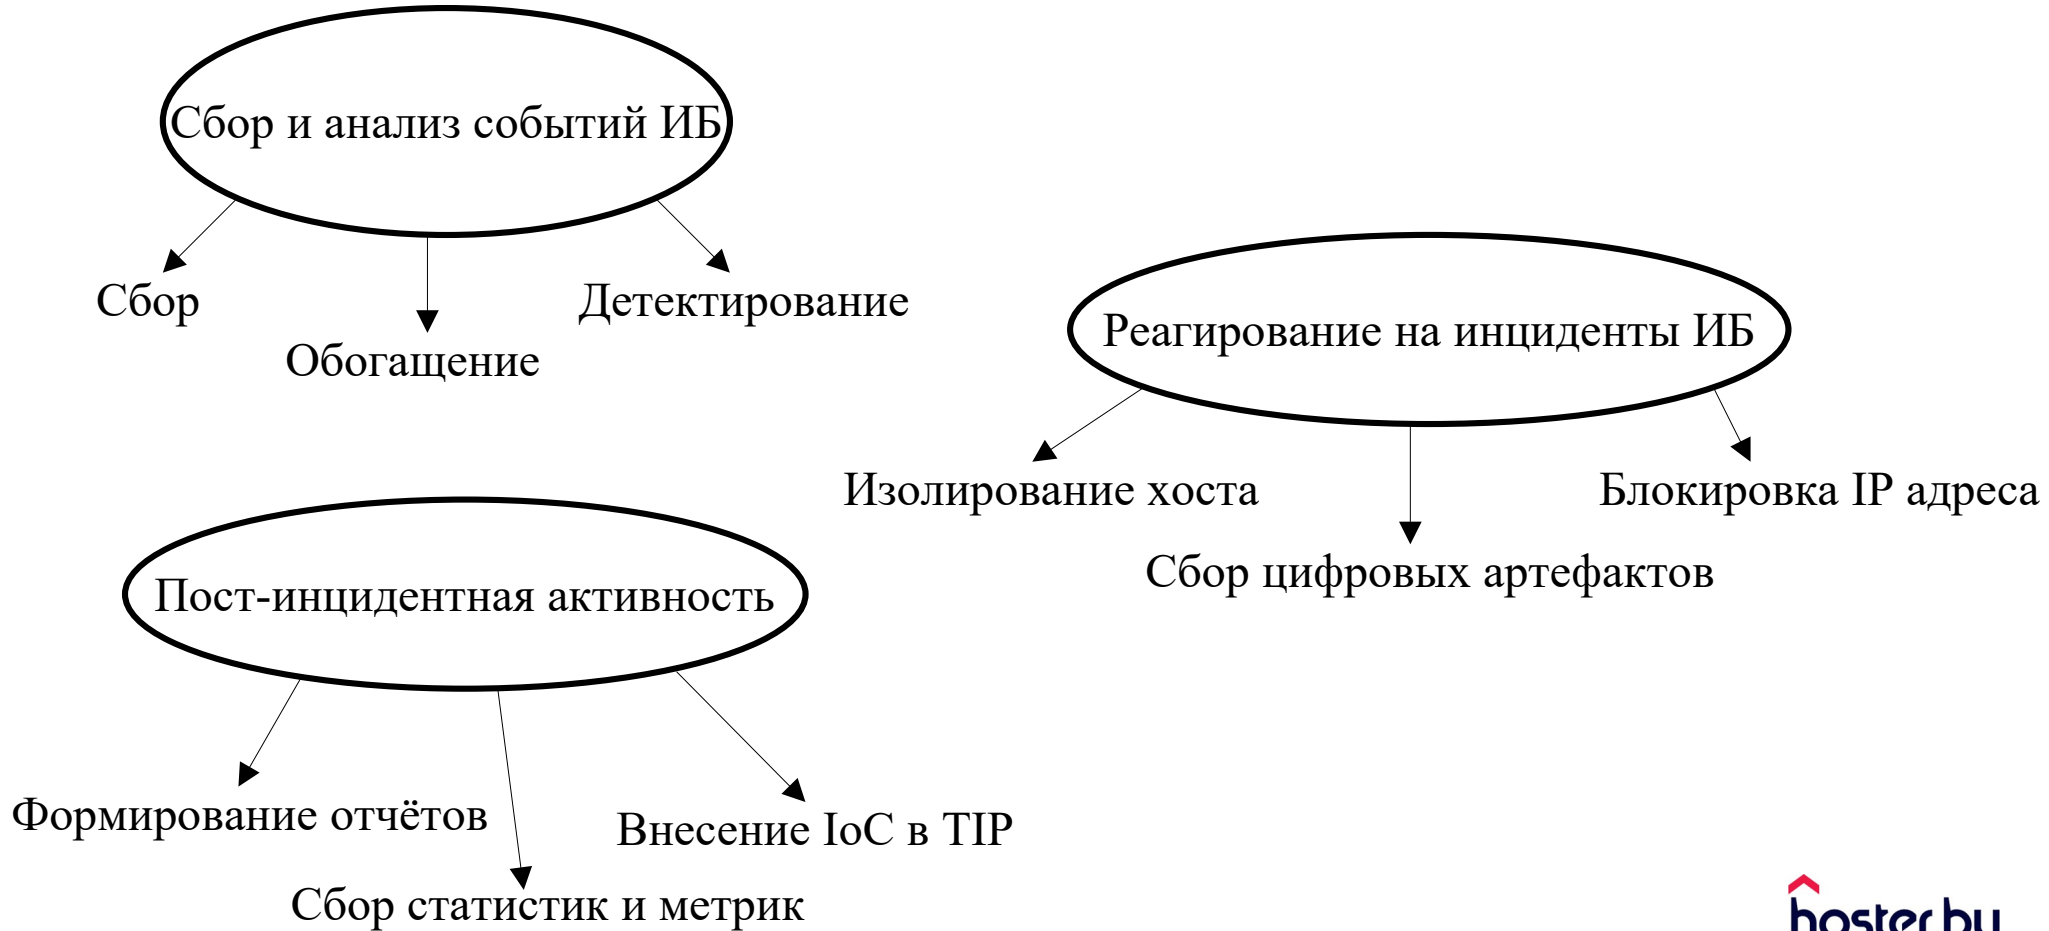 Сбор и анализ событий ИБ
Сбор
Обогащение
Детектирование
Реагирование на инциденты ИБ
Изолирование хоста
Сбор цифровых артефактов
Блокировка IP адреса
Пост-инцидентная активность
Формирование отчётов
Сбор статистик и метрик
Внесение IoC в TIP
hoster.by